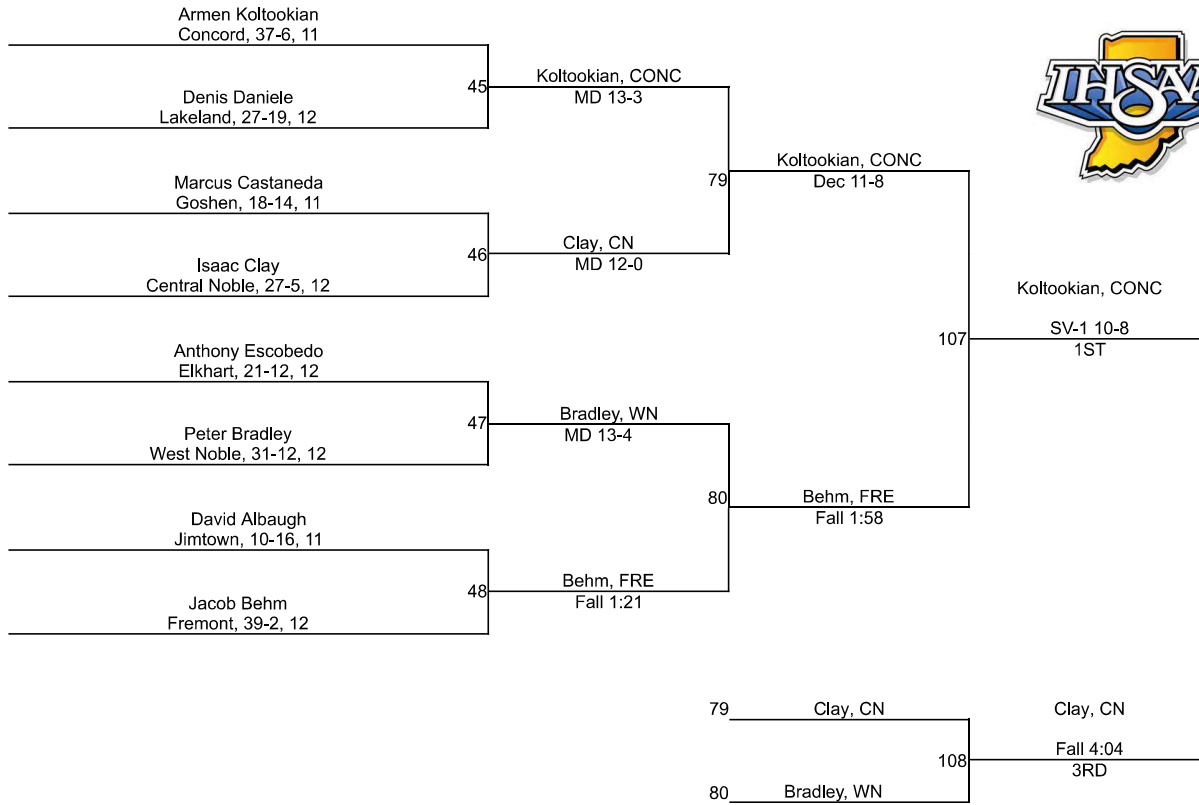 Armen Koltookian
Concord, 37-6, 11
45
Koltookian, CONC
MD 13-3
Denis Daniele
Lakeland, 27-19, 12
79
Koltookian, CONC
Dec 11-8
Marcus Castaneda
Goshen, 18-14, 11
46
Clay, CN
MD 12-0
Isaac Clay
Central Noble, 27-5, 12
107
Koltookian, CONC
SV-1 10-8
1ST
Anthony Escobedo
Elkhart, 21-12, 12
47
Bradley, WN
MD 13-4
Peter Bradley
West Noble, 31-12, 12
80
Behm, FRE
Fall 1:58
David Albaugh
Jimtown, 10-16, 11
48
Behm, FRE
Fall 1:21
Jacob Behm
Fremont, 39-2, 12
79
Clay, CN
108
Clay, CN
Fall 4:04
3RD
80
Bradley, WN
IHSAA